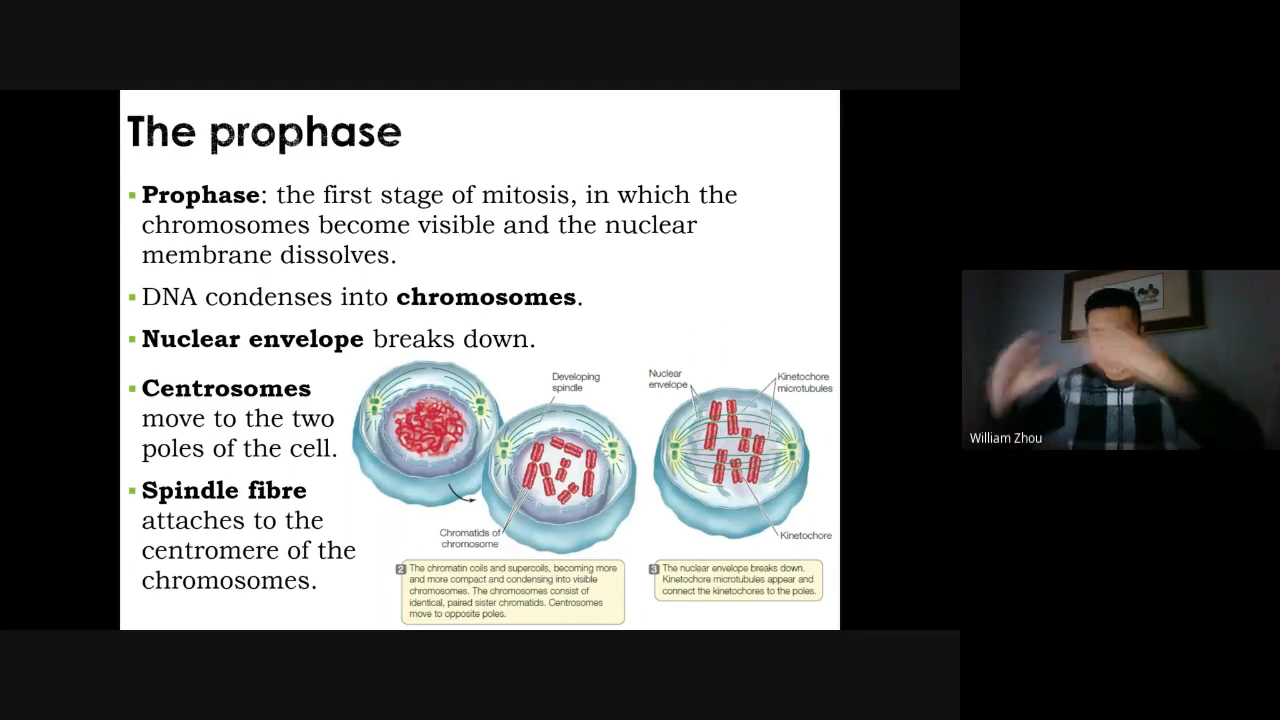 The prophase
▪ Prophase: the first stage of mitosis, in which the
chromosomes become visible and the nuclear
membrane dissolves.
▪ DNA condenses into chromosomes.
▪ Nuclear envelope breaks down.
▪ Centrosomes
move to the two
poles of the cell.
▪ Spindle fibre
attaches to the
centromere of the
chromosomes.
Developing
spindle
Chromatids of
chromosome
Nuclear
envelope
Kinetochore
microtubules
Kinetochore
2 The chromatin coils and supercoils, becoming more
and more compact and condensing into visible
chromosomes. The chromosomes consist of
identical, paired sister chromatids. Centrosomes
move to opposite poles.
3 The nuclear envelope breaks down.
Kinetochore microtubules appear and
connect the kinetochores to the poles.
William Zhou